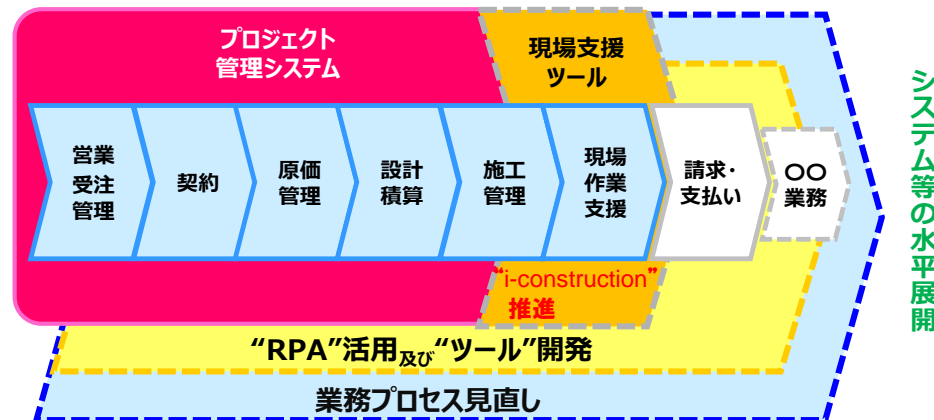 プロジェクト
管理システム
現場支援
ツール
営業
受注
管理
契約
原価
管理
設計
積算
施工
管理
現場
作業
支援
請求・
支払い
〇〇
業務
“i-construction”
推進
“RPA”活用及び“ツール”開発
業務プロセス見直し
システム等の水平展開